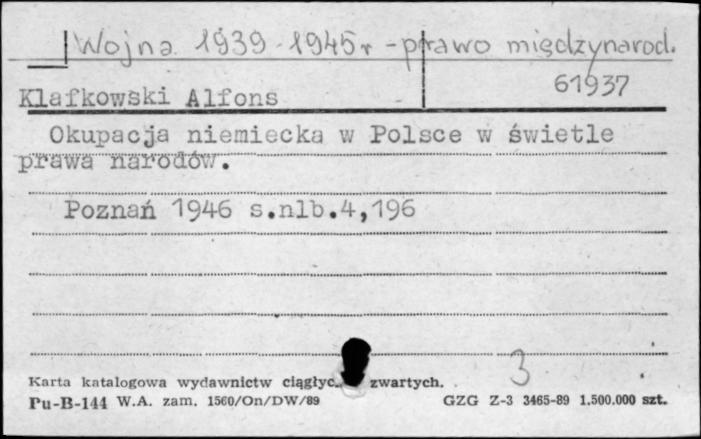 Wojna 1939-1945r - prawo międzynarod.
61937
Klafkowski Alfons
Okupacja niemiecka w Polsce w świetle
prawa narodów.
Poznań 1946 s.nlb.4,196
3
Karta katalogowa wydawnictw ciągłyc zwartych.
Pu-B-144 W.A. zam. 1560/On/DW/89 GZG Z-3 3465-89 1.500.000 szt.